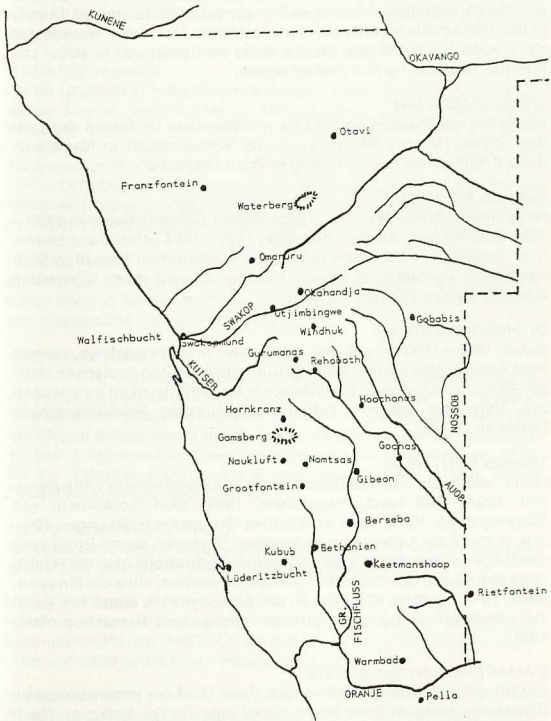 KUNENE
OKAVANGO
Otavi
Franzfontein
Waterberg
Omaruru
Okahandja
SWAKOP
Utjimbingwe
Gobabis
Walfischbucht
Swakopmund
Windhuk
Gurumanas
KUISEB
Rehoboth
Hoachanas
NOSSOB
Hornkranz
Gamsberg
Gochas
Naukluft
Nomtsas
Gibeon
AUOB
Grootfontein
Berseba
Kubub
Bethanien
Keetmanshoop
Lüderitzbucht
GR.
FISCHFLUSS
Rietfontein
Warmbad
ORANJE
Pella